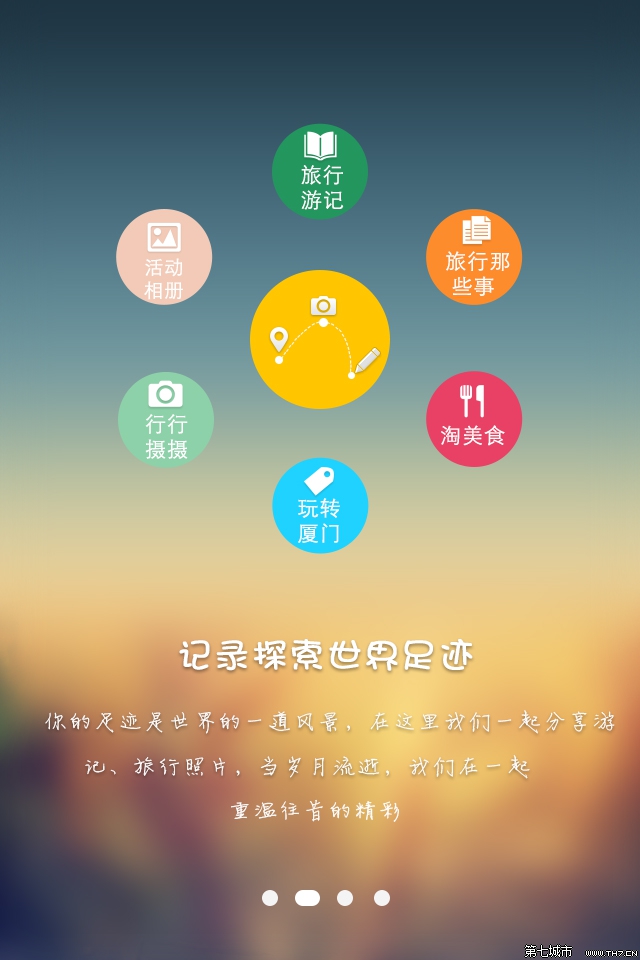 旅行
游记
活动
相册
旅行那
些事
行行
摄摄
淘美食
玩转
厦门
记录探索世界足迹
你的足迹是世界的一道风景，在这里我们一起分享游
记、旅行照片，当岁月流逝，我们在一起
重温往昔的精彩
第七城市 www.TH7.CN